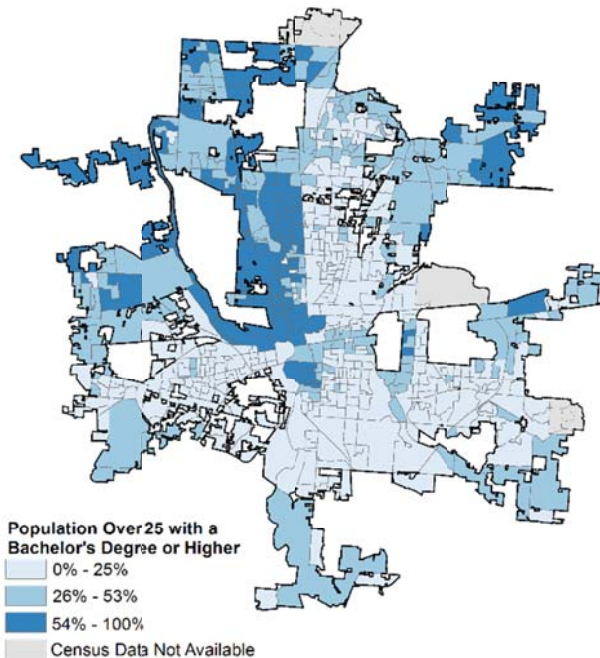 Population Over 25 with a
Bachelor's Degree or Higher
0% - 25%
26% - 53%
54% - 100%
Census Data Not Available